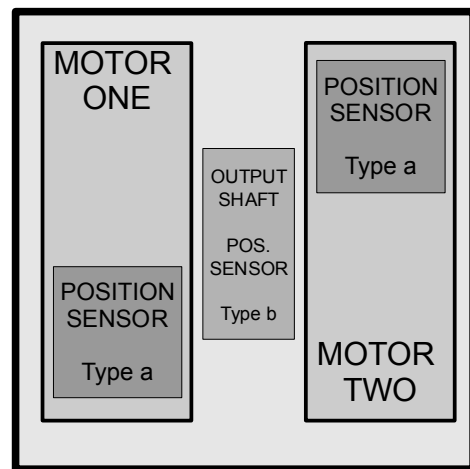 MOTOR
ONE
POSITION
SENSOR
Type a
OUTPUT
SHAFT
POS.
SENSOR
Type b
POSITION
SENSOR
Type a
MOTOR
TWO